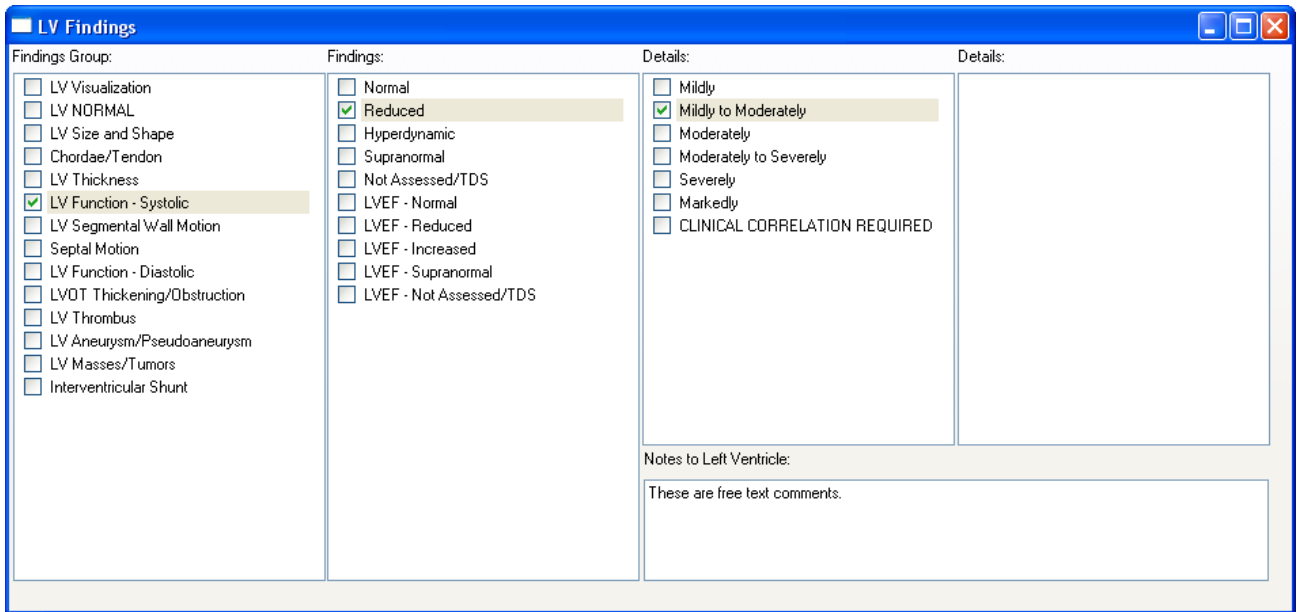 LV Findings
Findings Group:
Findings:
Details:
Details:
LV Visualization
LV NORMAL
LV Size and Shape
Chordae/Tendon
LV Thickness
LV Function - Systolic
LV Segmental Wall Motion
Septal Motion
LV Function - Diastolic
LVOT Thickening/Obstruction
LV Thrombus
LV Aneurysm/Pseudoaneurysm
LV Masses/Tumors
Interventricular Shunt
Normal
Reduced
Hyperdynamic
Supranormal
Not Assessed/TDS
LVEF - Normal
LVEF - Reduced
LVEF - Increased
LVEF - Supranormal
LVEF - Not Assessed/TDS
Mildly
Mildly to Moderately
Moderately
Moderately to Severely
Severely
Markedly
CLINICAL CORRELATION REQUIRED
Notes to Left Ventricle:
These are free text comments.